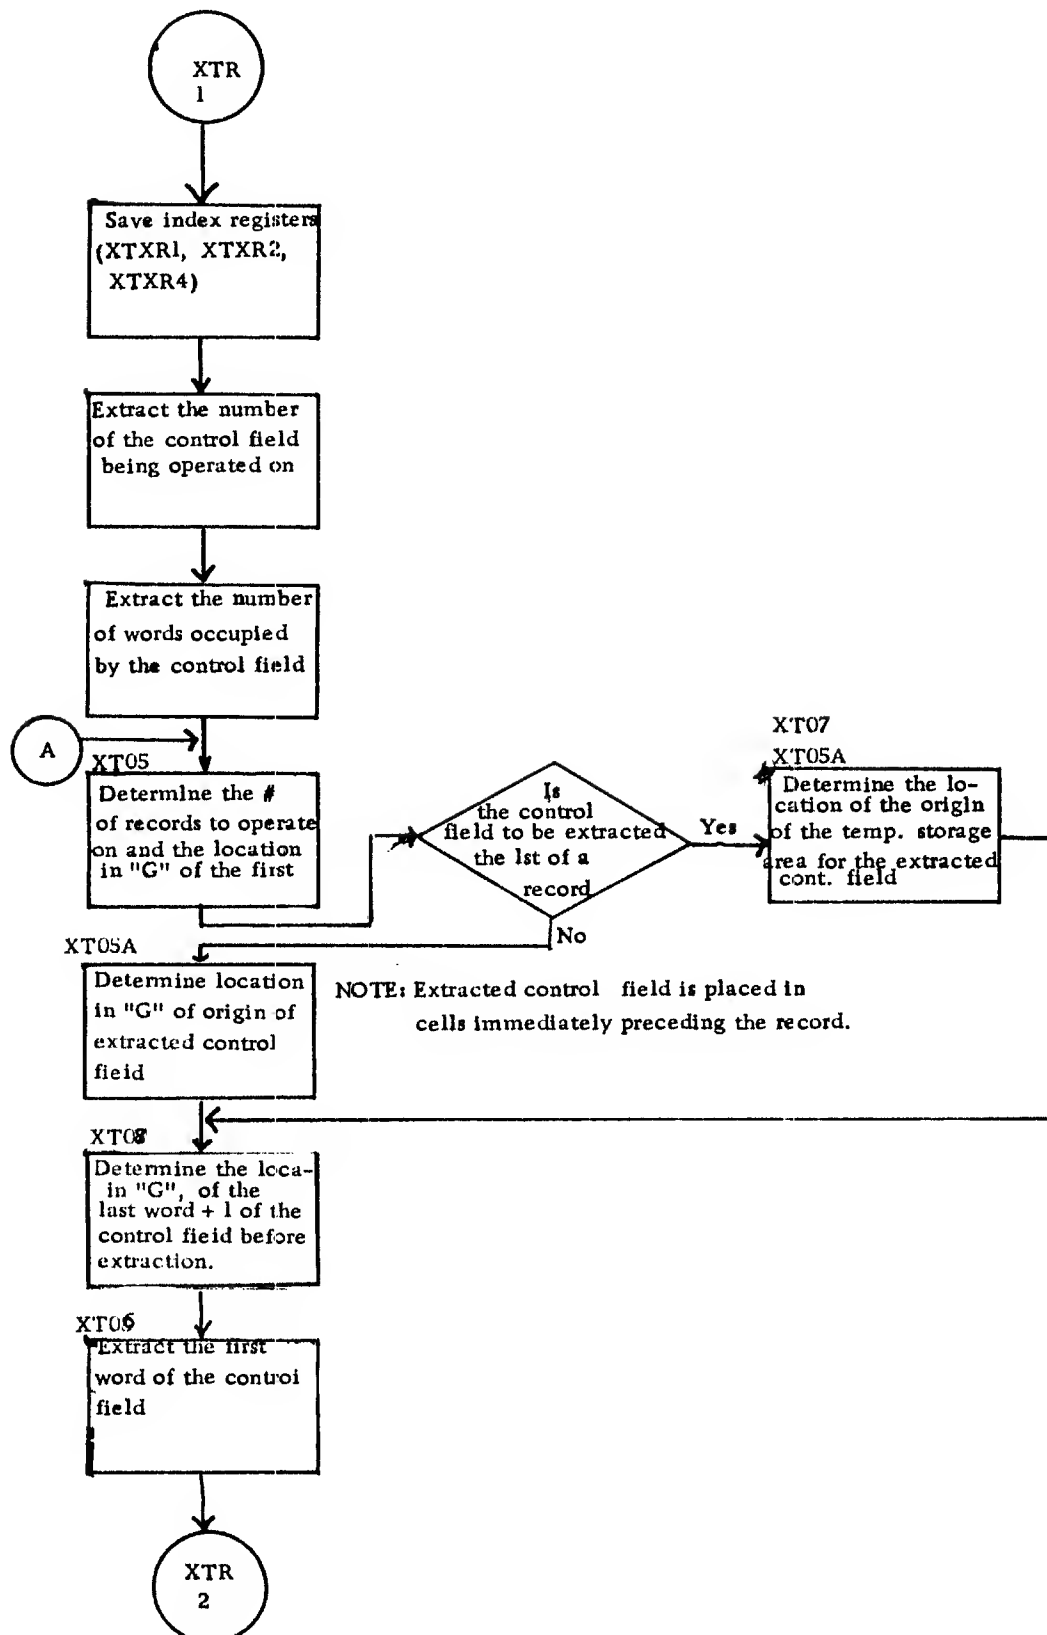 XTR
1
Save index registers
(XTXR1, XTXR2,
XTXR4)
Extract the number
of the control field
being operated on
Extract the number
of words occupied
by the control field
A
XT05
Determine the #
of records to operate
on and the location
in "G" of the first
Is
the control
field to be extracted
the 1st of a
record
Yes
No
XT07
XT05A
Determine the lo-
cation of the origin
of the temp. storage
area for the extracted
cont. field
XT05A
Determine location
in "G" of origin of
extracted control
field
NOTE: Extracted control field is placed in
cells immediately preceding the record.
XT08
Determine the loca-
in "G", of the
last word + 1 of the
control field before
extraction.
XT09
Extract the first
word of the control
field
XTR
2